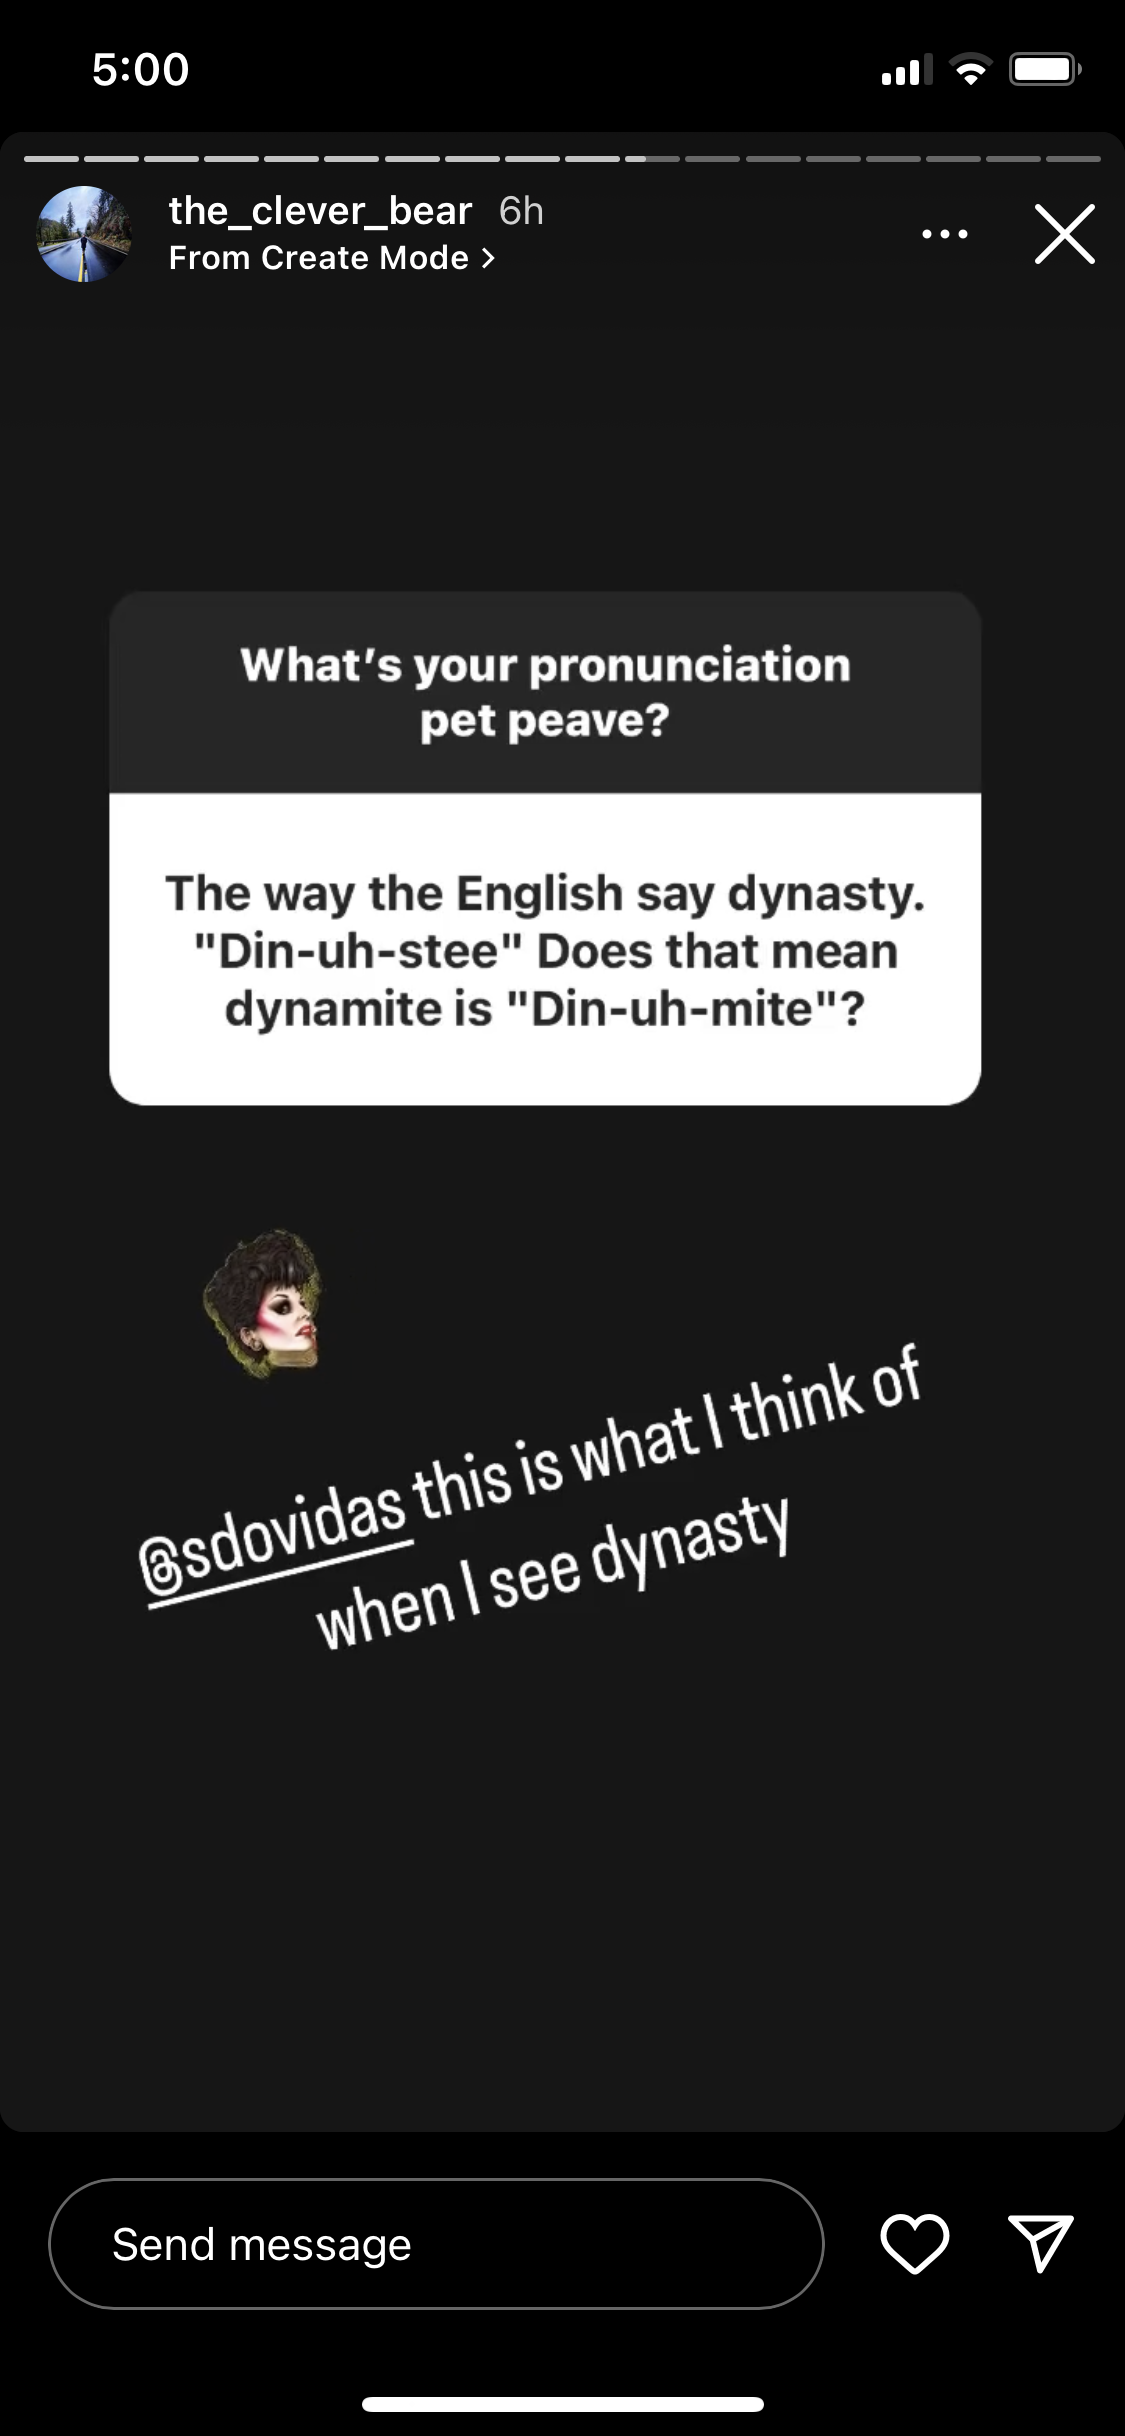 5:00
the_clever_bear 6h
From Create Mode >
What's your pronunciation
pet peave?
The way the English say dynasty.
"Din-uh-stee" Does that mean
dynamite is "Din-uh-mite"?
@sdovidas this is what I think of
when I see dynasty
Send message